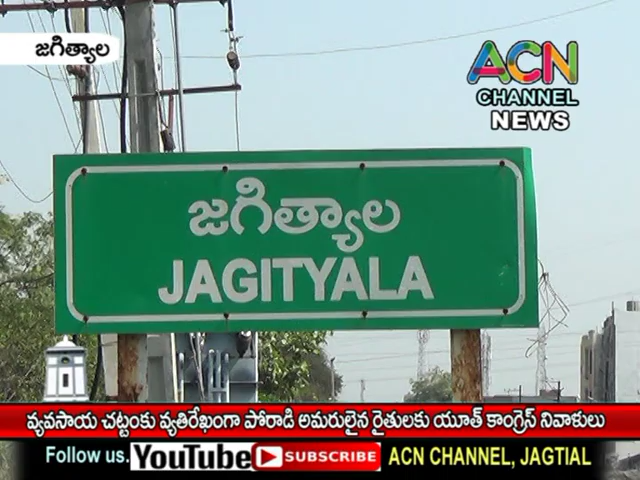 జగిత్యాల
ACN
CHANNEL
NEWS
జగిత్యాల
JAGITYALA
వ్యవసాయ చట్టంకు వ్యతిరేఖంగా పోరాడి అమరులైన రైతులకు యూత్ కాంగ్రెస్ నివాళులు
Follow us. YouTube SUBSCRIBE ACN CHANNEL, JAGTIAL